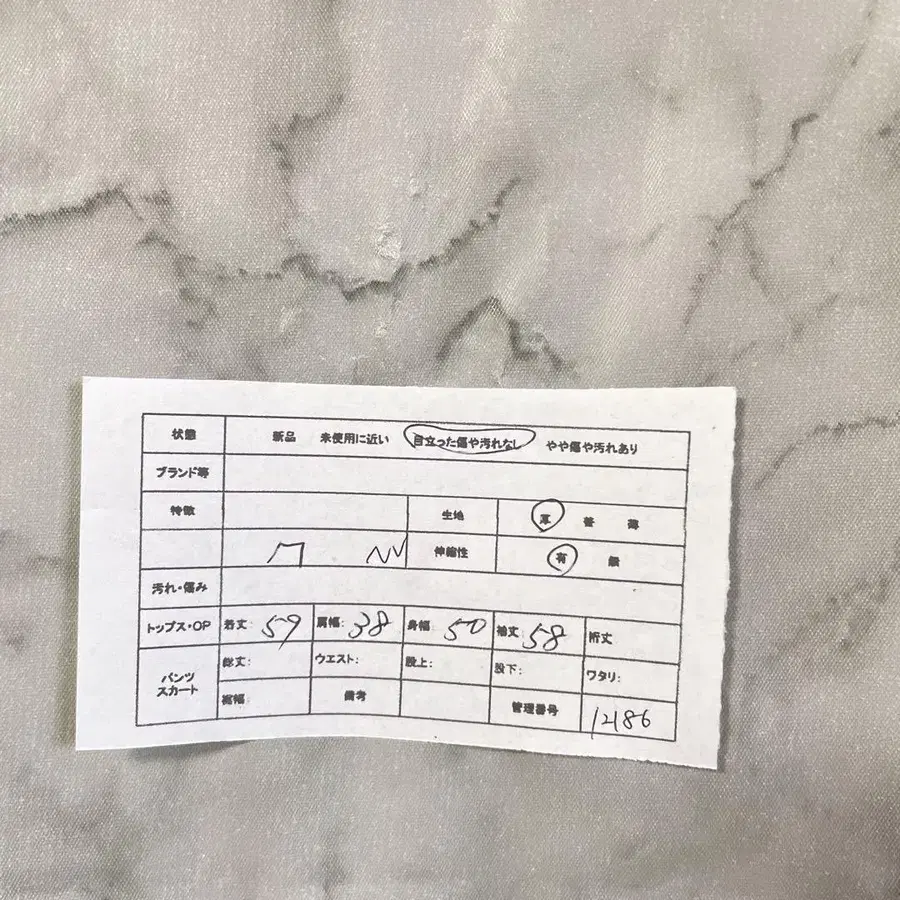 状態 新品 未使用に近い 目立った傷や汚れなし やや傷や汚れあり
ブランド等
特徴 生地 厚 普 薄
伸縮性 有 無
汚れ・傷み
トップス・OP 着丈: 59 肩幅: 38 身幅: 50 袖丈: 58 裄丈
パンツ スカート 総丈: ウエスト: 股上: 股下: ワタリ:
裾幅: 備考 管理番号 12186